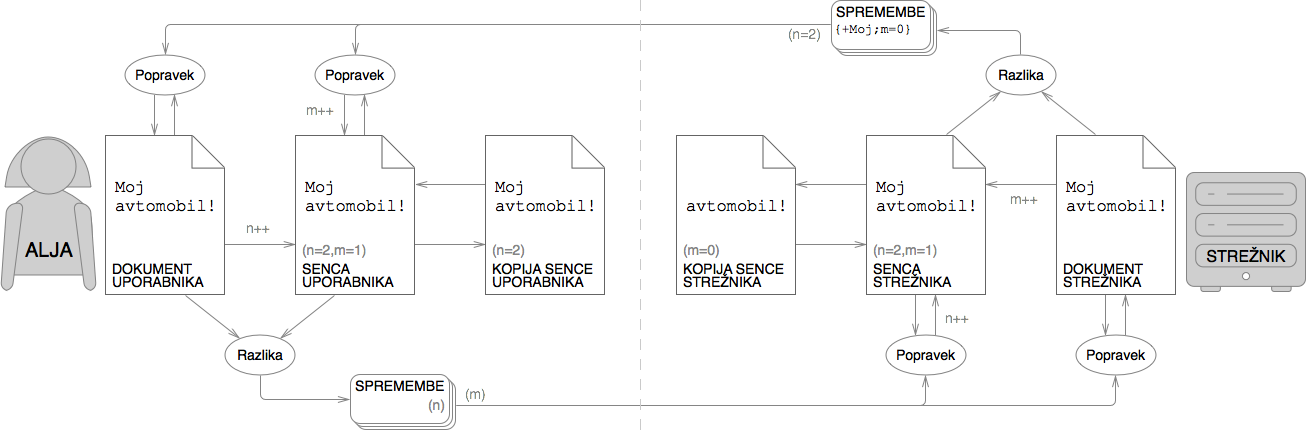 SPREMEMBE
{+Moj;m=0}
(n=2)
Popravek
Popravek
Razlika
m++
Moj
avtomobil!
Moj
avtomobil!
Moj
avtomobil!
avtomobil!
Moj
avtomobil!
m++
Moj
avtomobil!
n++
ALJA
(n=2,m=1)
(n=2)
(m=0)
(n=2,m=1)
STREŽNIK
DOKUMENT
UPORABNIKA
SENCA
UPORABNIKA
KOPIJA SENCE
UPORABNIKA
KOPIJA SENCE
STREŽNIKA
SENCA
STREŽNIKA
DOKUMENT
STREŽNIKA
n++
Razlika
Popravek
Popravek
SPREMEMBE
(n)
(m)